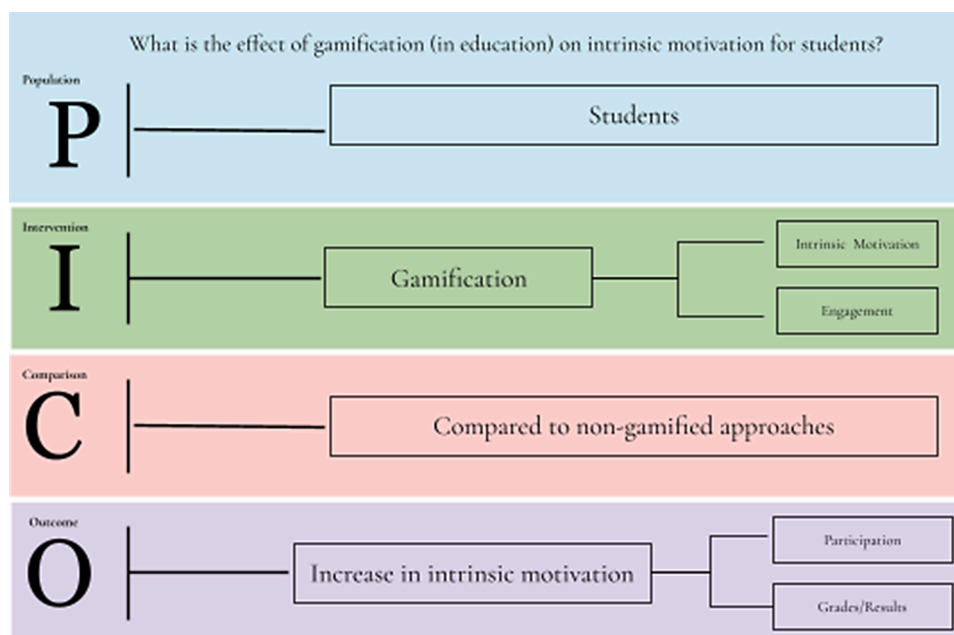 What is the effect of gamification (in education) on intrinsic motivation for students?
Population
P
Students
Intervention
I
Gamification
Intrinsic Motivation
Engagement
Comparison
C
Compared to non-gamified approaches
Outcome
O
Increase in intrinsic motivation
Participation
Grades/Results